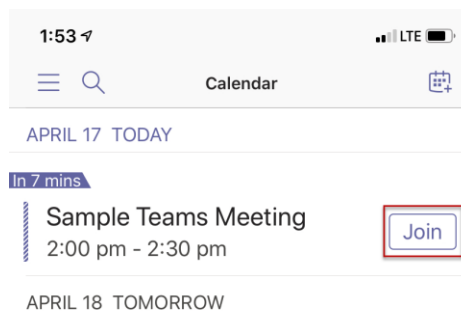 1:53 LTE
Calendar
APRIL 17 TODAY
In 7 mins
Sample Teams Meeting
2:00 pm - 2:30 pm
Join
APRIL 18 TOMORROW